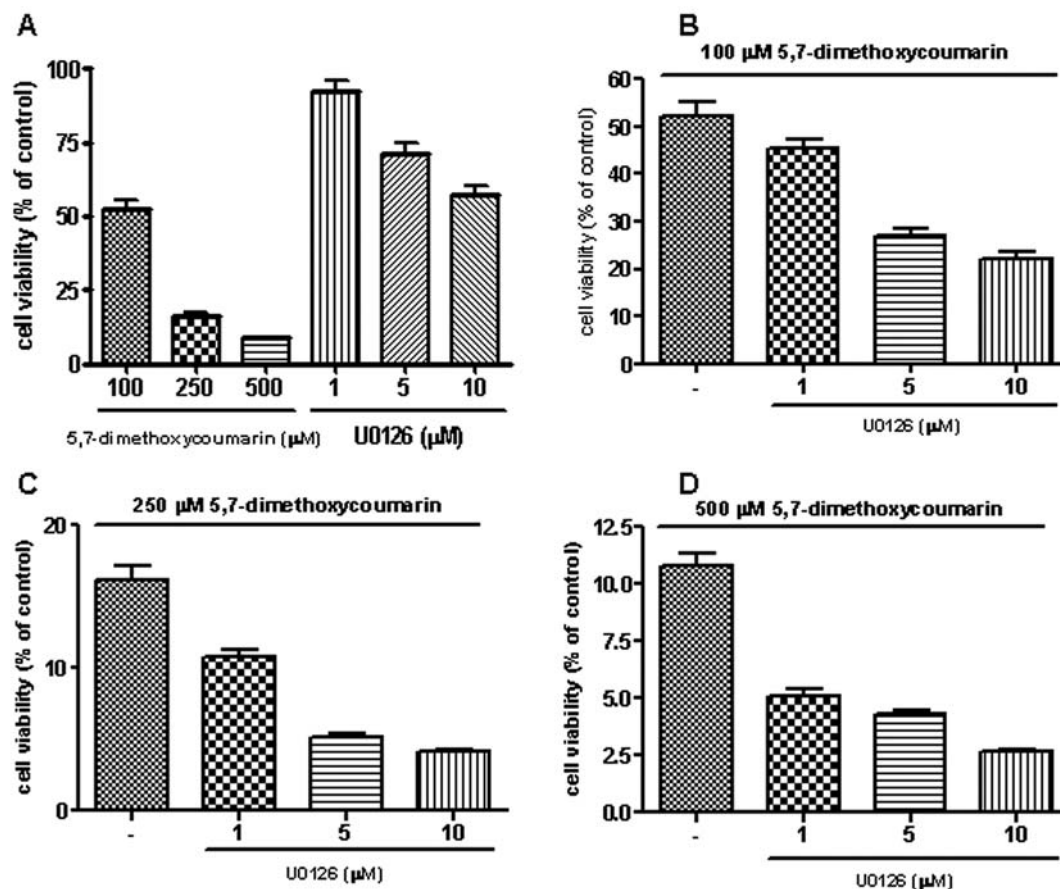 A
cell viability (% of control)
100
75
50
25
0
100 250 500 1 5 10
5,7-dimethoxycoumarin (μM) U0126 (μM)
B
100 μM 5,7-dimethoxycoumarin
cell viability (% of control)
60
50
40
30
20
10
0
- 1 5 10
U0126 (μM)
C
250 μM 5,7-dimethoxycoumarin
cell viability (% of control)
20
10
0
- 1 5 10
U0126 (μM)
D
500 μM 5,7-dimethoxycoumarin
cell viability (% of control)
12.5
10.0
7.5
5.0
2.5
0.0
- 1 5 10
U0126 (μM)